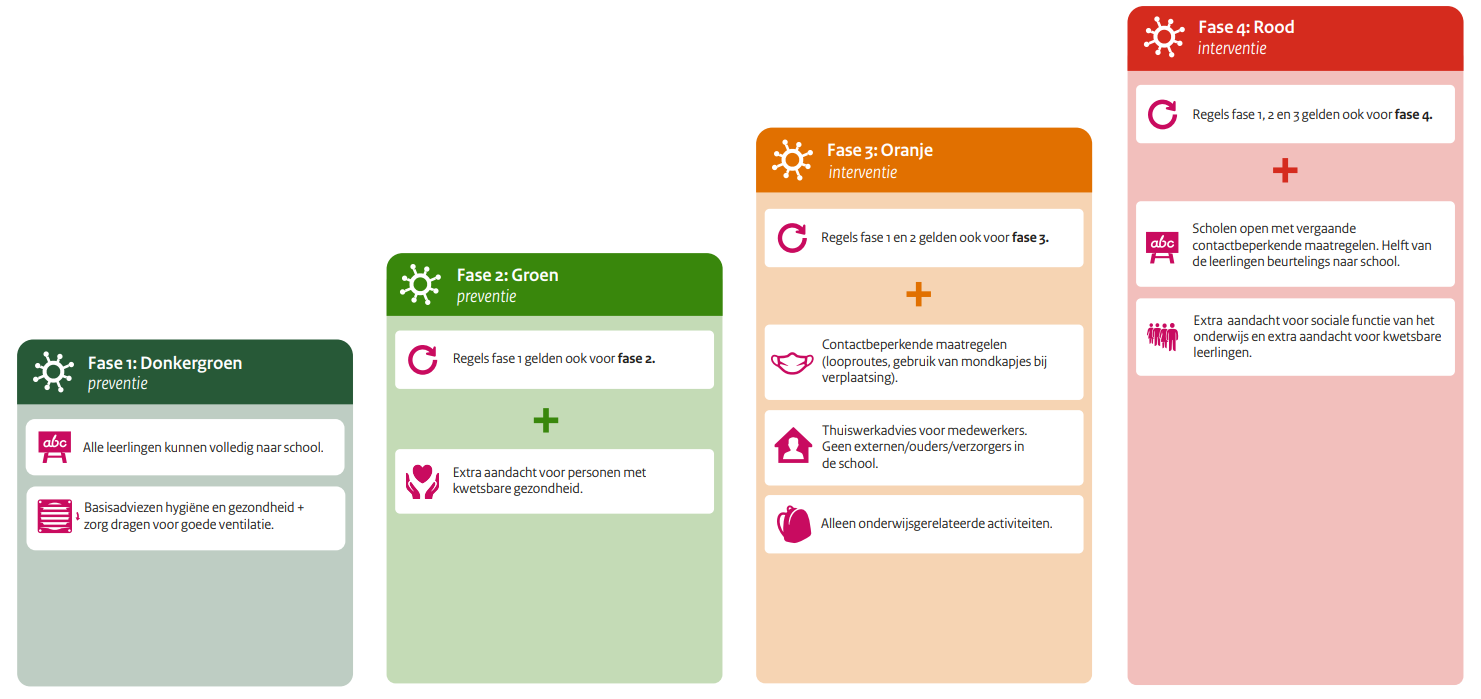 Fase 1: Donkergroen
preventie
abc
Alle leerlingen kunnen volledig naar school.
Basisadviezen hygiëne en gezondheid +
zorg dragen voor goede ventilatie.
Fase 2: Groen
preventie
Regels fase 1 gelden ook voor fase 2.
+
Extra aandacht voor personen met
kwetsbare gezondheid.
Fase 3: Oranje
interventie
Regels fase 1 en 2 gelden ook voor fase 3.
+
Contactbeperkende maatregelen
(looproutes, gebruik van mondkapjes bij
verplaatsing).
Thuiswerkadvies voor medewerkers.
Geen externen/ouders/verzorgers in
de school.
Alleen onderwijsgerelateerde activiteiten.
Fase 4: Rood
interventie
Regels fase 1, 2 en 3 gelden ook voor fase 4.
+
abc
Scholen open met vergaande
contactbeperkende maatregelen. Helft van
de leerlingen beurtelings naar school.
Extra aandacht voor sociale functie van het
onderwijs en extra aandacht voor kwetsbare
leerlingen.